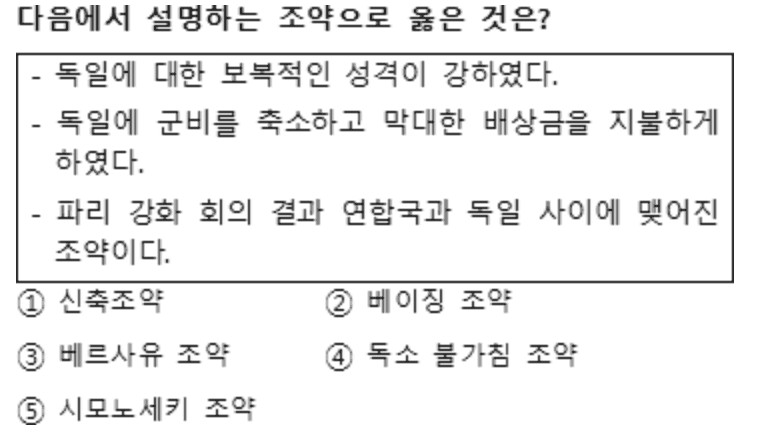 다음에서 설명하는 조약으로 옳은 것은?
- 독일에 대한 보복적인 성격이 강하였다.
- 독일에 군비를 축소하고 막대한 배상금을 지불하게
하였다.
- 파리 강화 회의 결과 연합국과 독일 사이에 맺어진
조약이다.
① 신축조약 ② 베이징 조약
③ 베르사유 조약 ④ 독소 불가침 조약
⑤ 시모노세키 조약